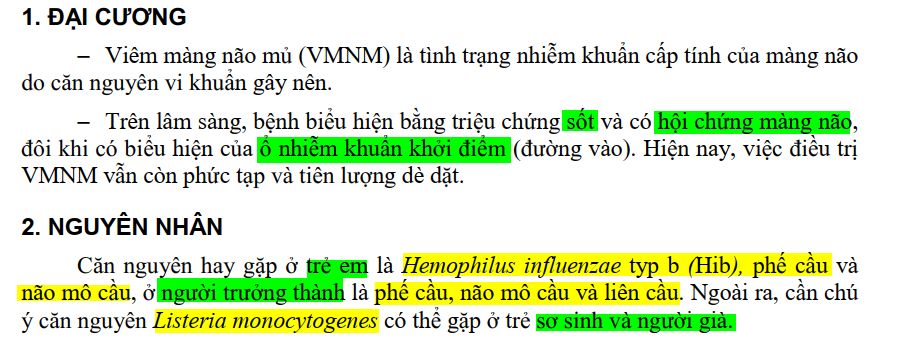 1. ĐẠI CƯƠNG
– Viêm màng não mủ (VMNM) là tình trạng nhiễm khuẩn cấp tính của màng não
do căn nguyên vi khuẩn gây nên.
– Trên lâm sàng, bệnh biểu hiện bằng triệu chứng sốt và có hội chứng màng não,
đôi khi có biểu hiện của ổ nhiễm khuẩn khởi điểm (đường vào). Hiện nay, việc điều trị
VMNM vẫn còn phức tạp và tiên lượng dè dặt.
2. NGUYÊN NHÂN
Căn nguyên hay gặp ở trẻ em là Hemophilus influenzae typ b (Hib), phế cầu và
não mô cầu, ở người trưởng thành là phế cầu, não mô cầu và liên cầu. Ngoài ra, cần chú
ý căn nguyên Listeria monocytogenes có thể gặp ở trẻ sơ sinh và người già.